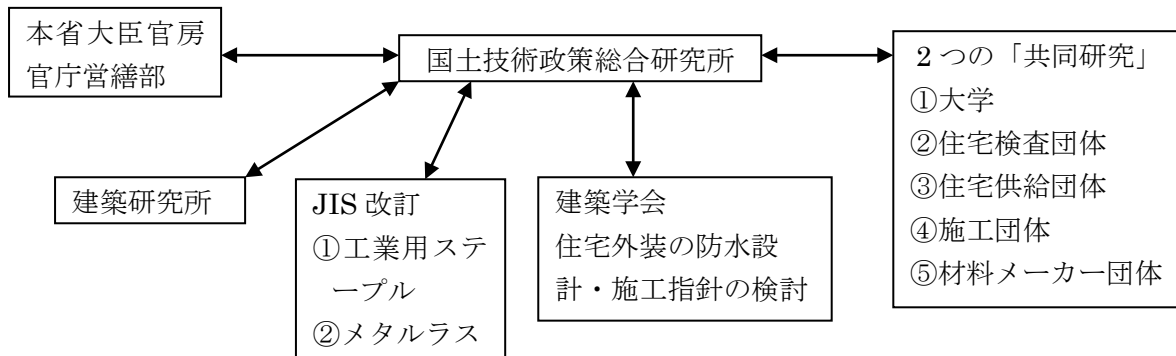 本省大臣官房
官庁営繕部
国土技術政策総合研究所
2つの「共同研究」
①大学
②住宅検査団体
③住宅供給団体
④施工団体
⑤材料メーカー団体
建築研究所
JIS改訂
①工業用ステ
ープル
②メタルラス
建築学会
住宅外装の防水設
計・施工指針の検討